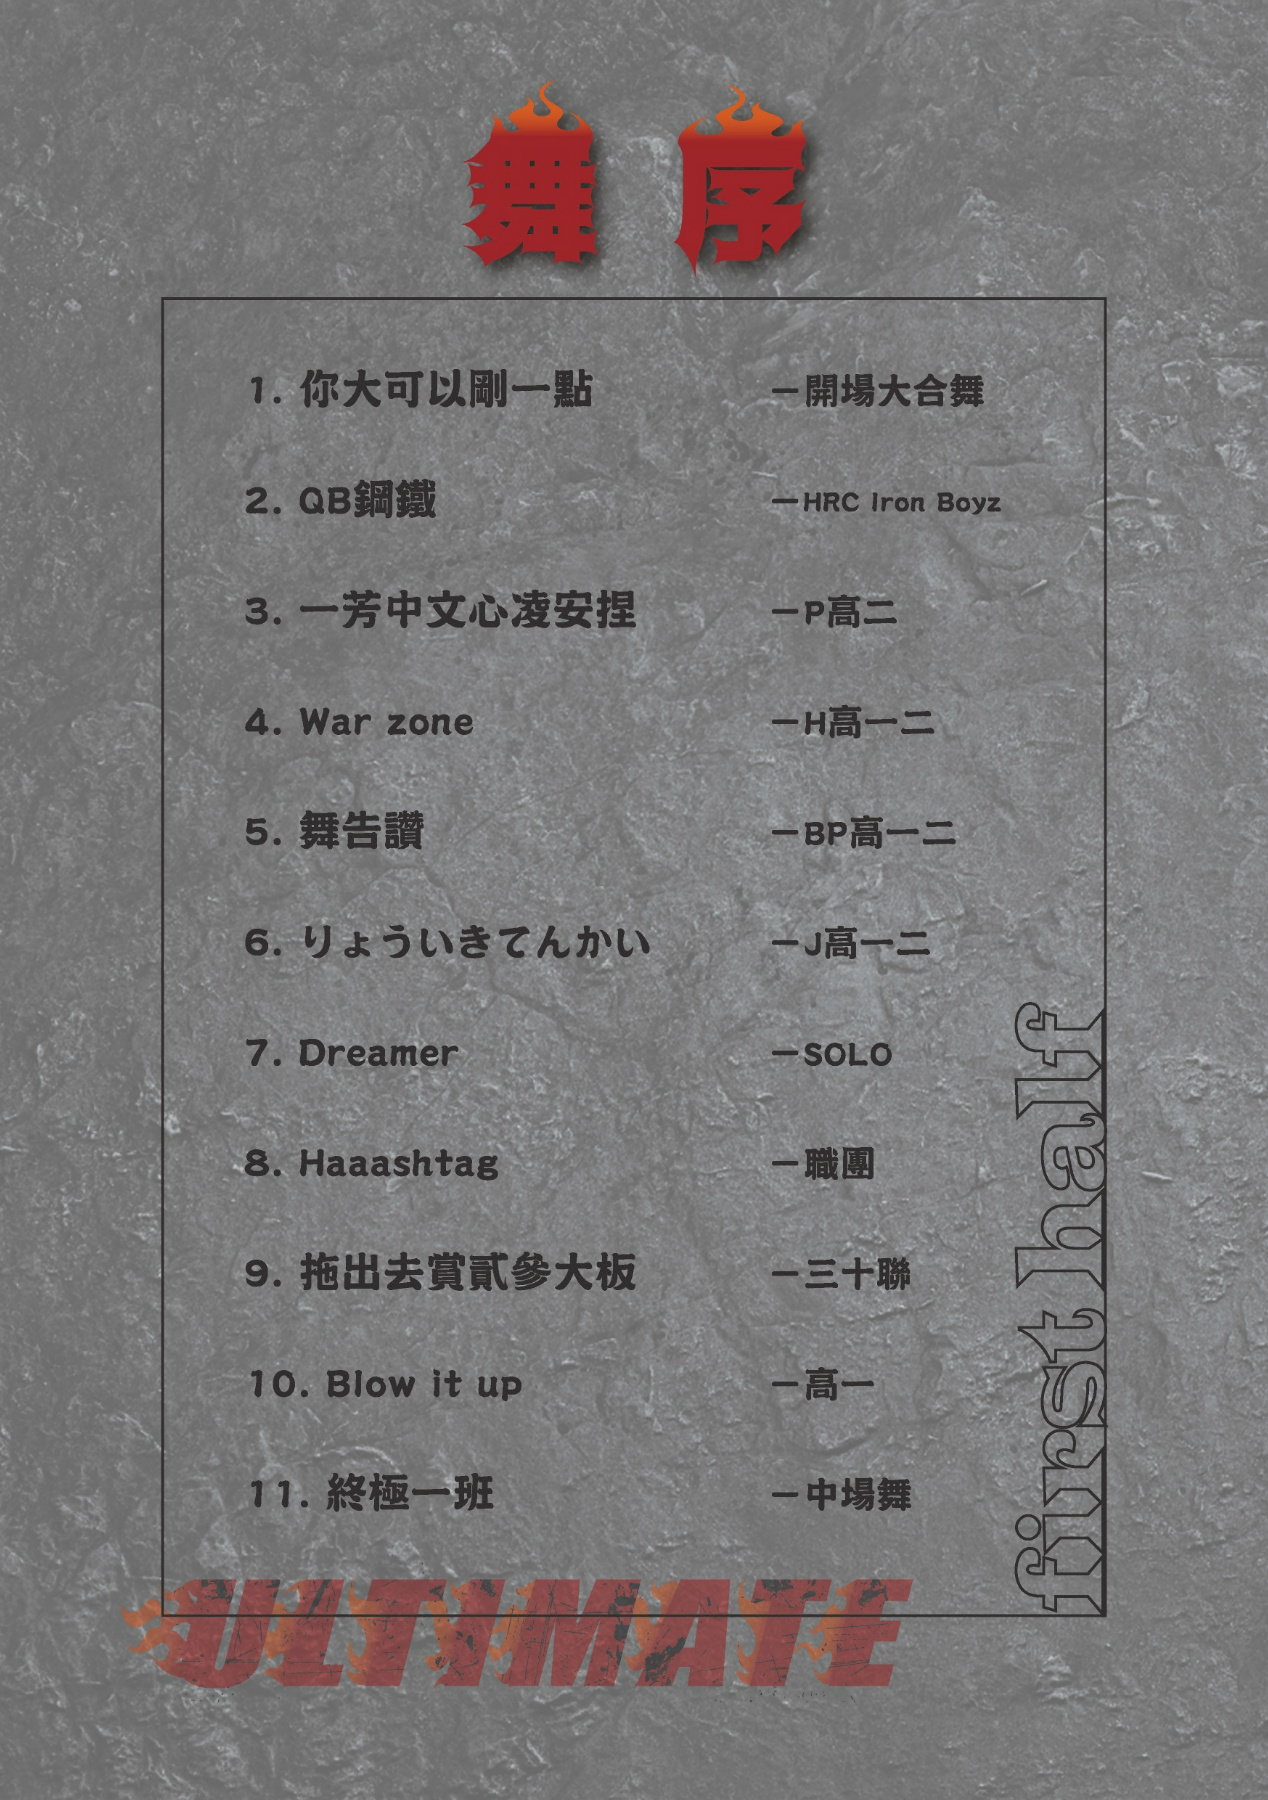 舞序
1. 你大可以剛一點 －開場大合舞
2. QB鋼鐵 －HRC Iron Boyz
3. 一芳中文心凌安捏 －P高二
4. War zone －H高一二
5. 舞告讚 －BP高一二
6. りょういきてんかい －J高一二
7. Dreamer －SOLO
8. Haaashtag －職團
9. 拖出去賞貳參大板 －三十聯
10. Blow it up －高一
11. 終極一班 －中場舞
first half
ULTIMATE